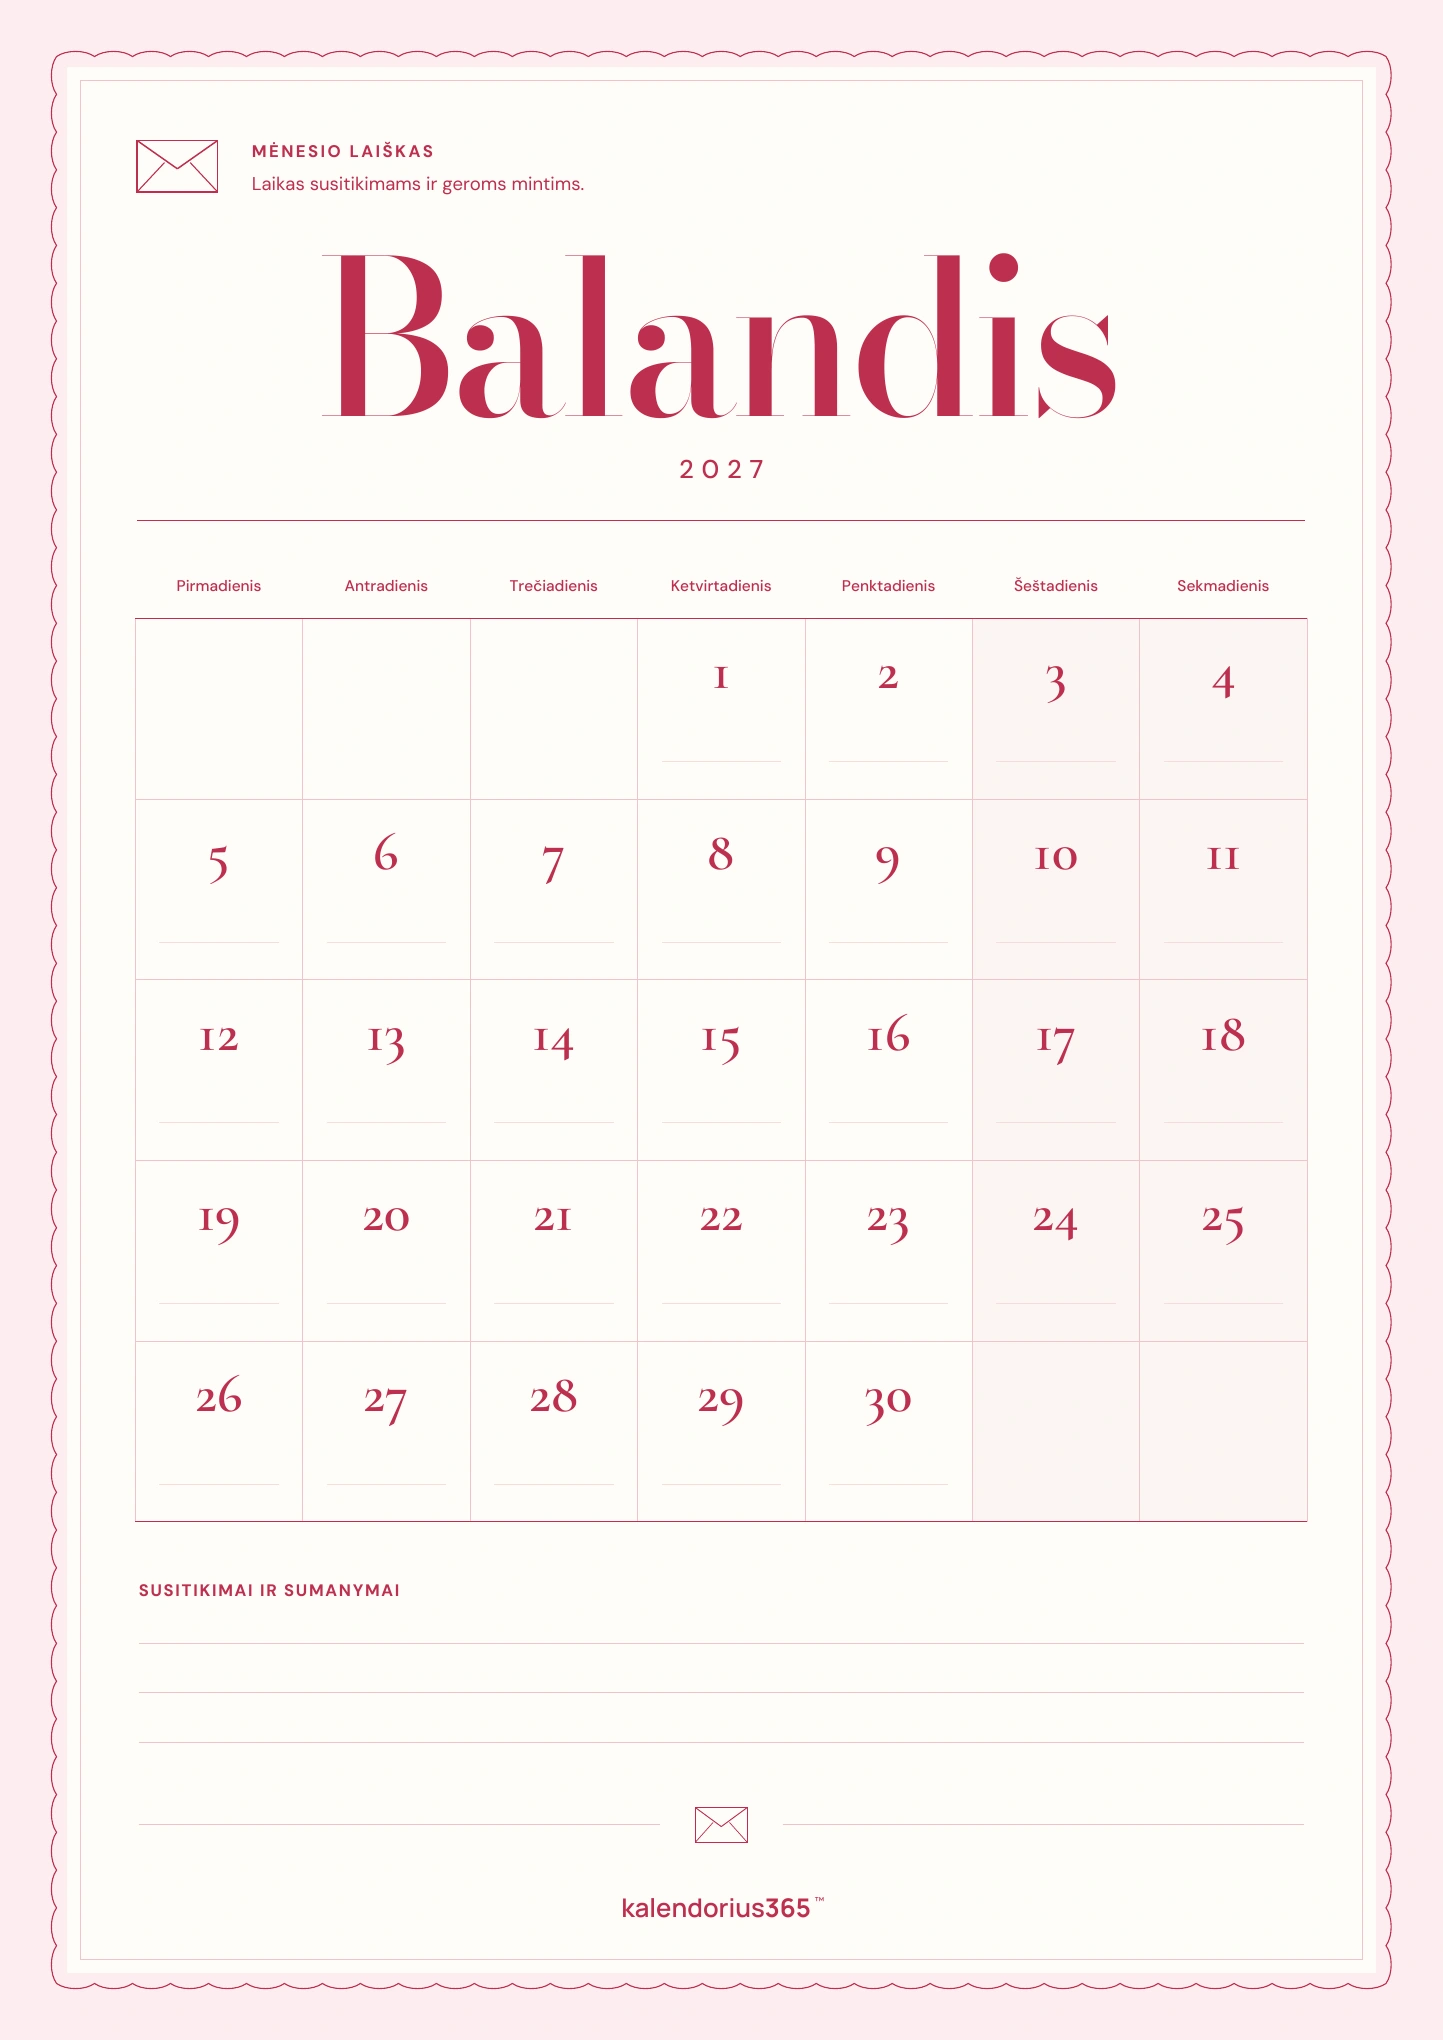 MĖNESIO LAIŠKAS
Laikas susitikimams ir geroms mintims.
Balandis
2027
Pirmadienis Antradienis Trečiadienis Ketvirtadienis Penktadienis Šeštadienis Sekmadienis
1 2 3 4
5 6 7 8 9 10 11
12 13 14 15 16 17 18
19 20 21 22 23 24 25
26 27 28 29 30
SUSITIKIMAI IR SUMANYMAI
kalendorius365™